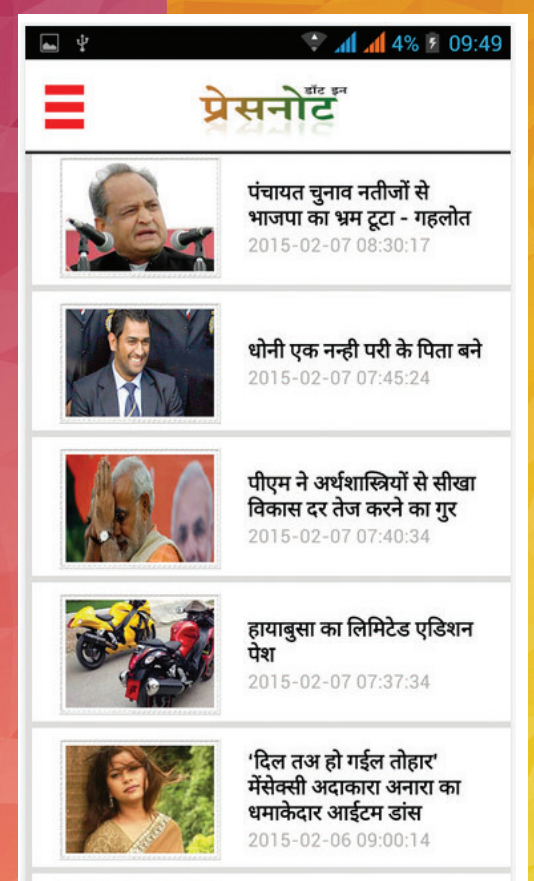 4% 09:49
डॉट इन
प्रेसनोट
पंचायत चुनाव नतीजों से
भाजपा का भ्रम टूटा - गहलोत
2015-02-07 08:30:17
धोनी एक नन्ही परी के पिता बने
2015-02-07 07:45:24
पीएम ने अर्थशास्त्रियों से सीखा
विकास दर तेज करने का गुर
2015-02-07 07:40:34
हायाबुसा का लिमिटेड एडिशन
पेश
2015-02-07 07:37:34
‘दिल तअ हो गईल तोहार’
मेंसेक्सी अदाकारा अनारा का
धमाकेदार आईटम डांस
2015-02-06 09:00:14